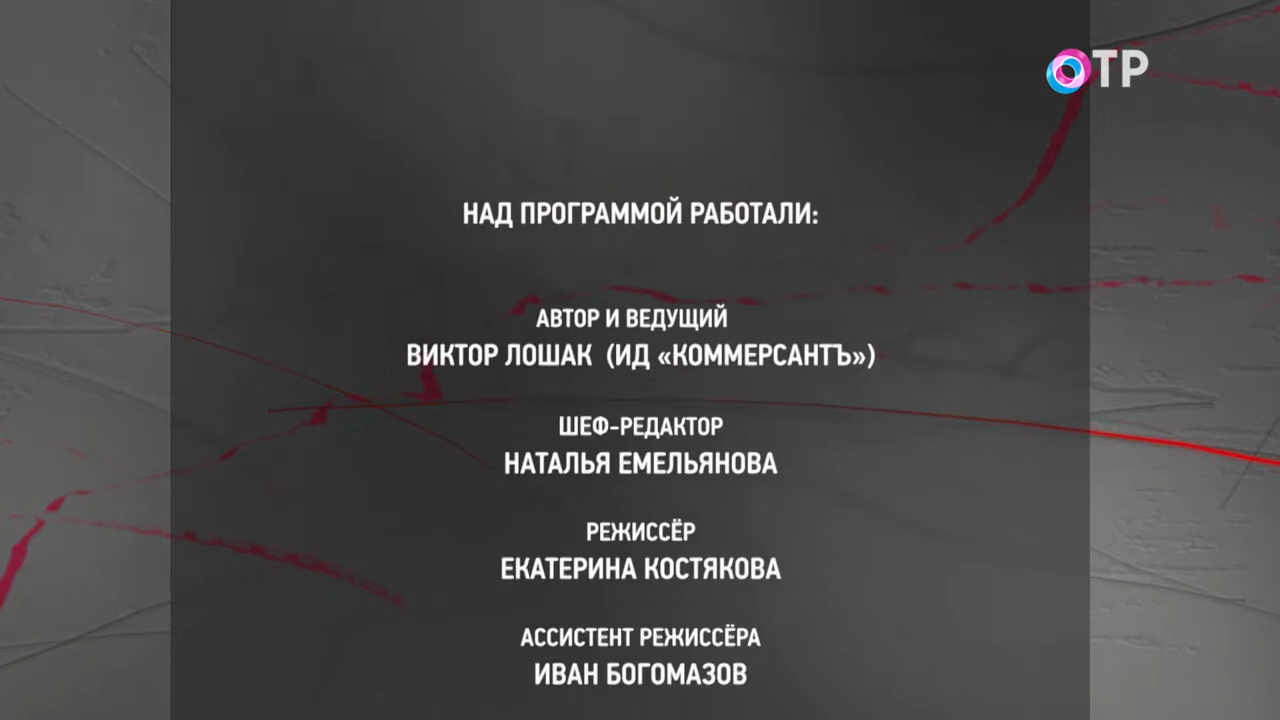 ОТР
НАД ПРОГРАММОЙ РАБОТАЛИ:
АВТОР И ВЕДУЩИЙ
ВИКТОР ЛОШАК (ИД «КОММЕРСАНТЪ»)
ШЕФ-РЕДАКТОР
НАТАЛЬЯ ЕМЕЛЬЯНОВА
РЕЖИССЁР
ЕКАТЕРИНА КОСТЯКОВА
АССИСТЕНТ РЕЖИССЁРА
ИВАН БОГОМАЗОВ